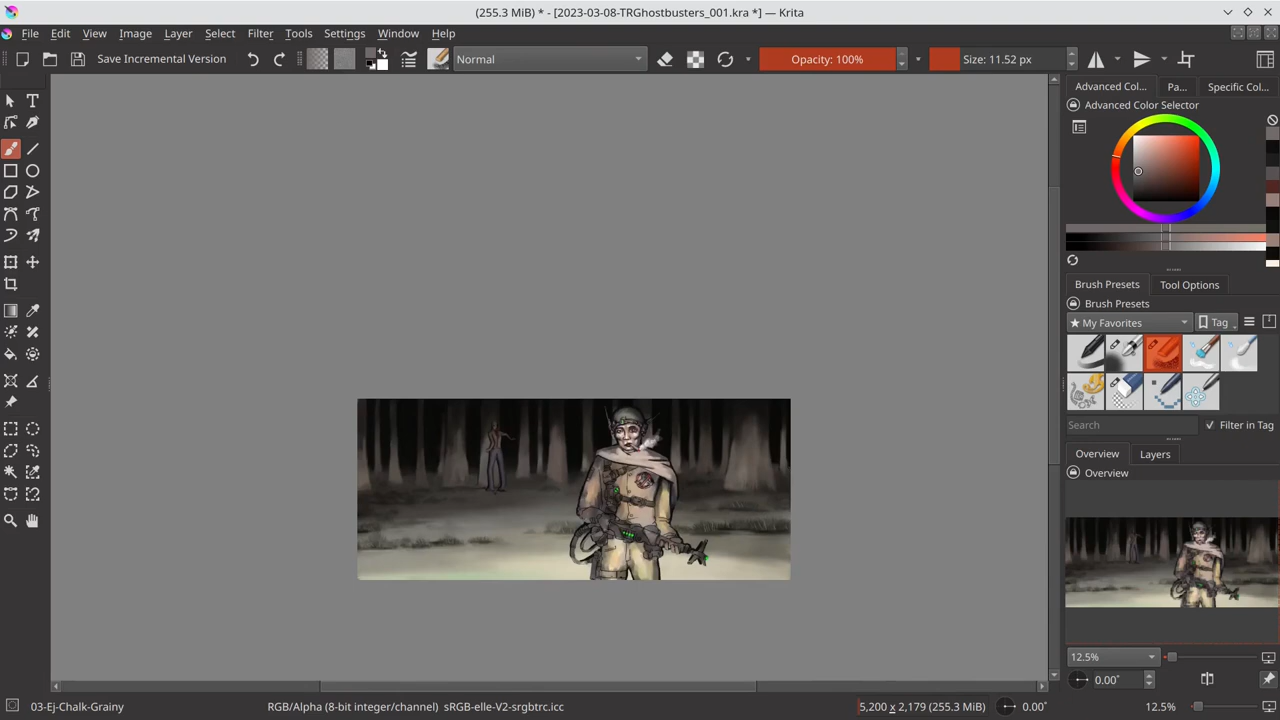 (255.3 MiB) * - [2023-03-08-TRGhostbusters_001.kra *] — Krita
File Edit View Image Layer Select Filter Tools Settings Window Help
Save Incremental Version Normal Opacity: 100% Size: 11.52 px
Advanced Col... Pa... Specific Col...
Advanced Color Selector
Brush Presets Tool Options
Brush Presets
★ My Favorites Tag
Search Filter in Tag
Overview Layers
Overview
12.5%
0.00°
03-Ej-Chalk-Grainy RGB/Alpha (8-bit integer/channel) sRGB-elle-V2-srgbtrc.icc 5,200 x 2,179 (255.3 MiB) 0.00° 12.5%